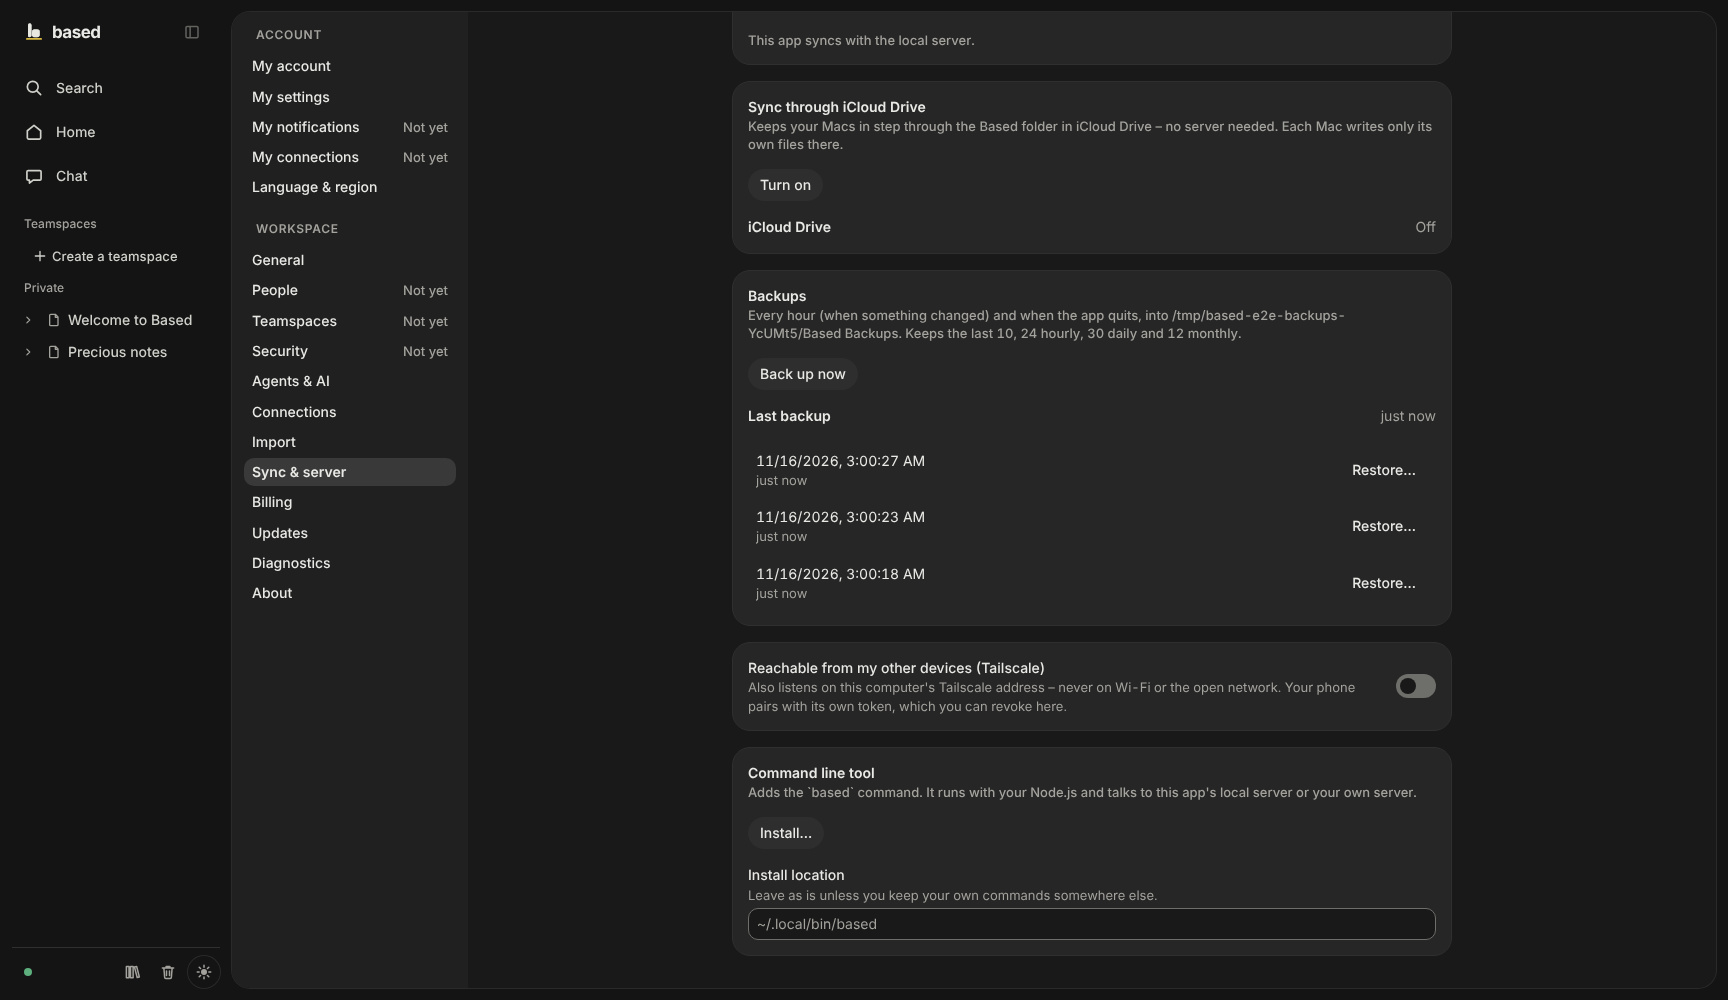 based
Search
Home
Chat
Teamspaces
Create a teamspace
Private
Welcome to Based
Precious notes
ACCOUNT
My account
My settings
My notifications Not yet
My connections Not yet
Language & region
WORKSPACE
General
People Not yet
Teamspaces Not yet
Security Not yet
Agents & AI
Connections
Import
Sync & server
Billing
Updates
Diagnostics
About
This app syncs with the local server.
Sync through iCloud Drive
Keeps your Macs in step through the Based folder in iCloud Drive – no server needed. Each Mac writes only its
own files there.
Turn on
iCloud Drive Off
Backups
Every hour (when something changed) and when the app quits, into /tmp/based-e2e-backups-
YcUMt5/Based Backups. Keeps the last 10, 24 hourly, 30 daily and 12 monthly.
Back up now
Last backup just now
11/16/2026, 3:00:27 AM
just now
Restore...
11/16/2026, 3:00:23 AM
just now
Restore...
11/16/2026, 3:00:18 AM
just now
Restore...
Reachable from my other devices (Tailscale)
Also listens on this computer's Tailscale address – never on Wi-Fi or the open network. Your phone
pairs with its own token, which you can revoke here.
Command line tool
Adds the `based` command. It runs with your Node.js and talks to this app's local server or your own server.
Install...
Install location
Leave as is unless you keep your own commands somewhere else.
~/.local/bin/based